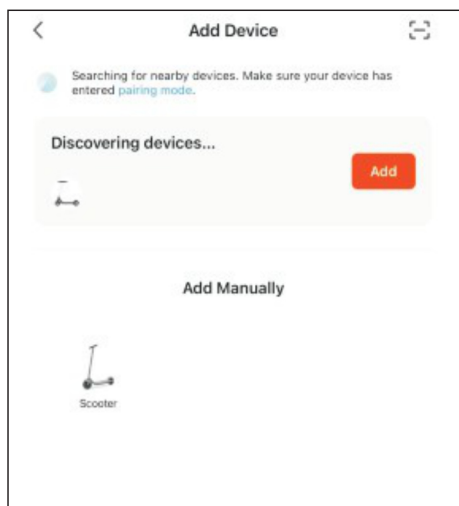 Add Device
Searching for nearby devices. Make sure your device has
entered pairing mode.
Discovering devices...
Add
Add Manually
Scooter